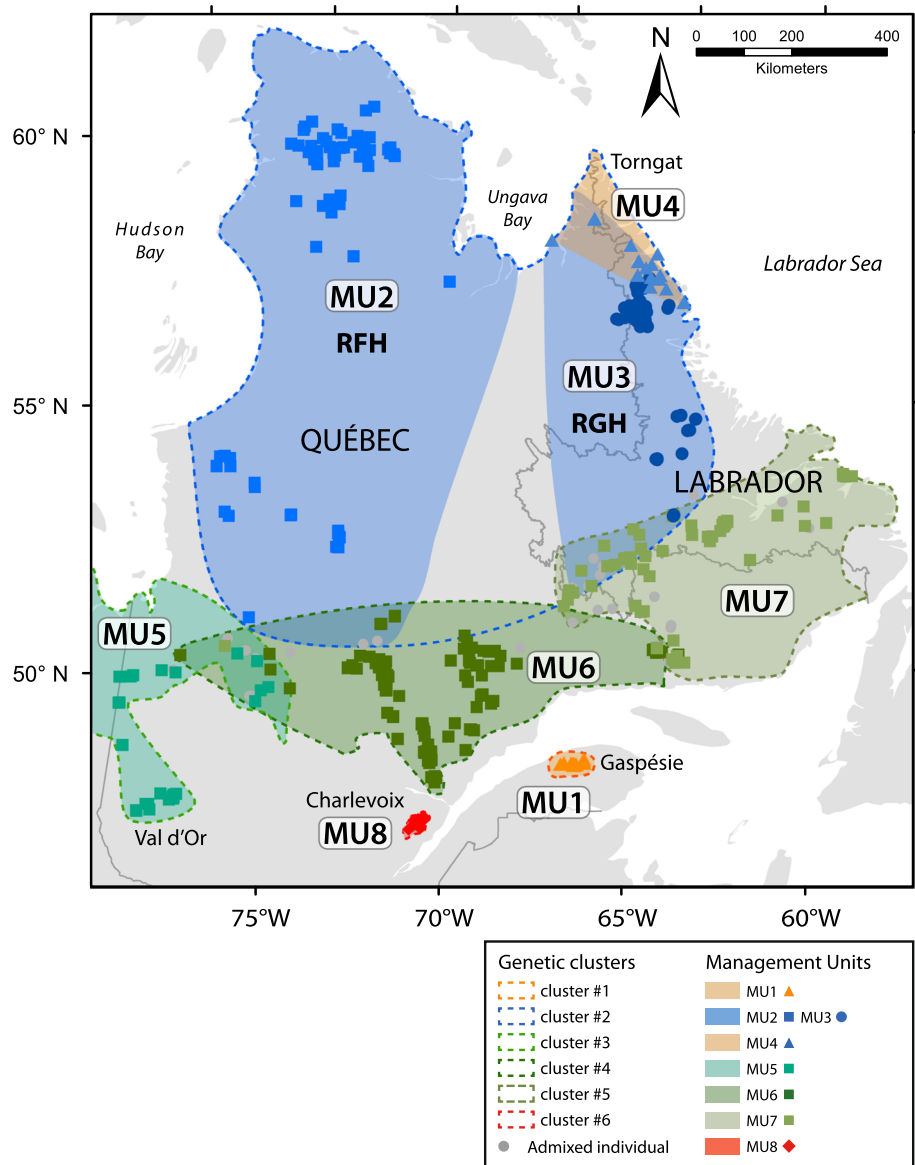 N
0 100 200 400
Kilometers
60° N
55° N
50° N
Torngat
MU4
Ungava
Bay
Hudson
Bay
Labrador Sea
MU2
RFH
MU3
RGH
QUÉBEC
LABRADOR
MU7
MU5
MU6
Gaspésie
MU1
Charlevoix
MU8
Val d’Or
75°W 70°W 65°W 60°W
Genetic clusters
cluster #1
cluster #2
cluster #3
cluster #4
cluster #5
cluster #6
Admixed individual
Management Units
MU1
MU2 MU3
MU4
MU5
MU6
MU7
MU8